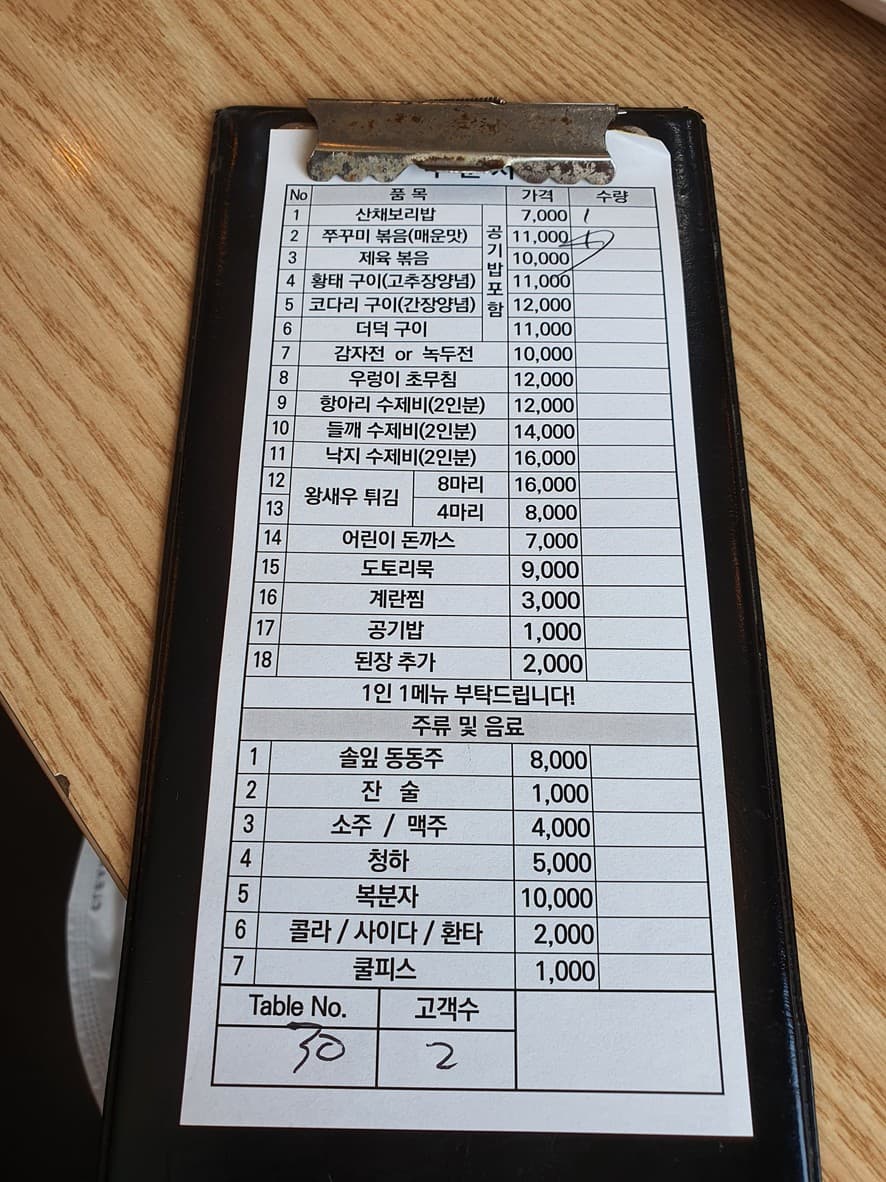 No 품 목 가격 수량
1 산채보리밥 7,000 1
2 쭈꾸미 볶음(매운맛) 11,000
3 제육 볶음 10,000
4 황태 구이(고추장양념) 11,000
5 코다리 구이(간장양념) 12,000
6 더덕 구이 11,000
공기밥포함
7 감자전 or 녹두전 10,000
8 우렁이 초무침 12,000
9 항아리 수제비(2인분) 12,000
10 들깨 수제비(2인분) 14,000
11 낙지 수제비(2인분) 16,000
12 왕새우 튀김 8마리 16,000
13 4마리 8,000
14 어린이 돈까스 7,000
15 도토리묵 9,000
16 계란찜 3,000
17 공기밥 1,000
18 된장 추가 2,000
1인 1메뉴 부탁드립니다!
주류 및 음료
1 솔잎 동동주 8,000
2 잔 술 1,000
3 소주 / 맥주 4,000
4 청하 5,000
5 복분자 10,000
6 콜라 / 사이다 / 환타 2,000
7 쿨피스 1,000
Table No. 고객수
30 2